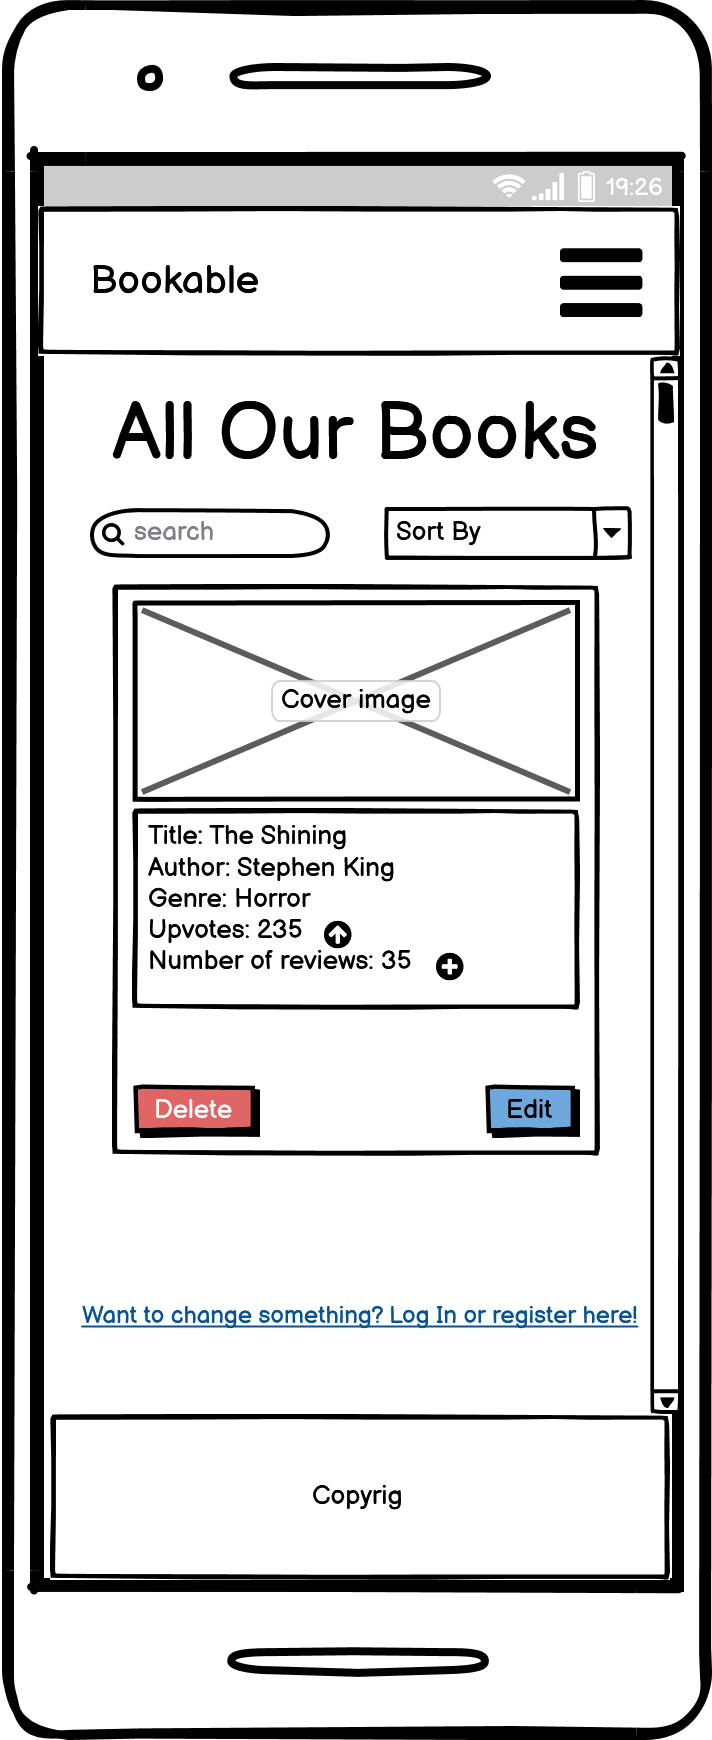 19:26
Bookable
All Our Books
search
Sort By
Cover image
Title: The Shining
Author: Stephen King
Genre: Horror
Upvotes: 235
Number of reviews: 35
Delete
Edit
Want to change something? Log In or register here!
Copyrig